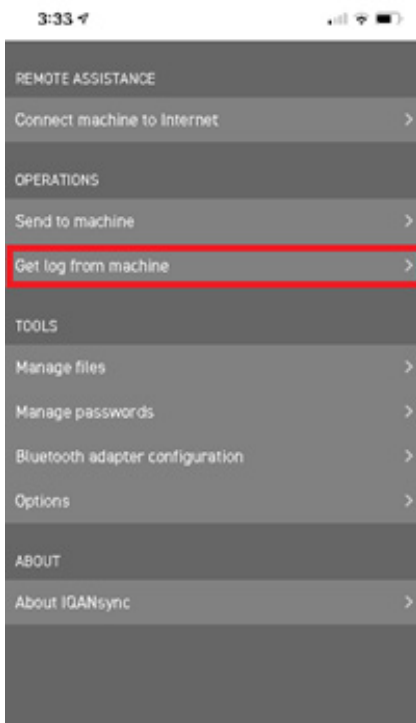 3:33
REMOTE ASSISTANCE
Connect machine to Internet
OPERATIONS
Send to machine
Get log from machine
TOOLS
Manage files
Manage passwords
Bluetooth adapter configuration
Options
ABOUT
About IQANsync